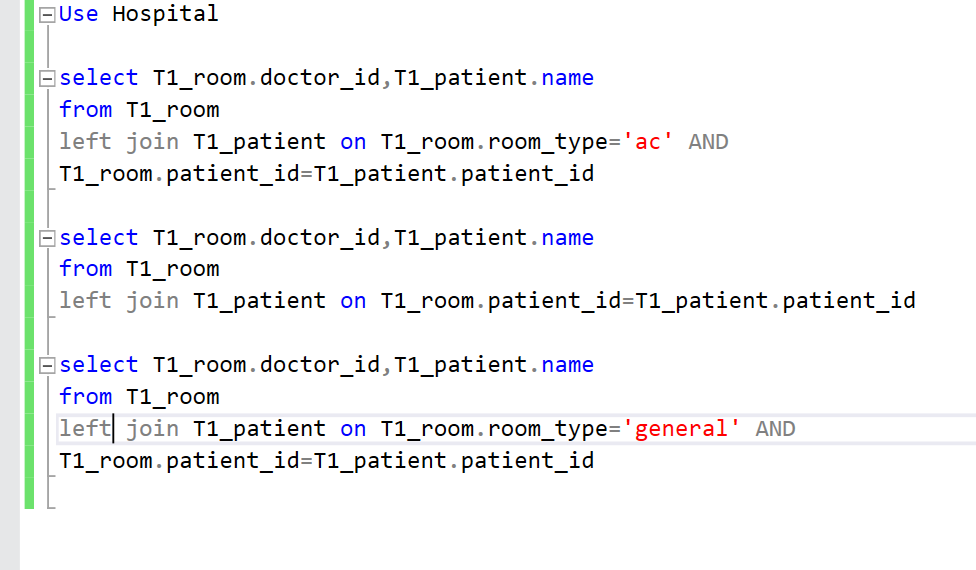 Use Hospital
select T1_room.doctor_id,T1_patient.name
from T1_room
left join T1_patient on T1_room.room_type='ac' AND
T1_room.patient_id=T1_patient.patient_id
select T1_room.doctor_id,T1_patient.name
from T1_room
left join T1_patient on T1_room.patient_id=T1_patient.patient_id
select T1_room.doctor_id,T1_patient.name
from T1_room
left join T1_patient on T1_room.room_type='general' AND
T1_room.patient_id=T1_patient.patient_id